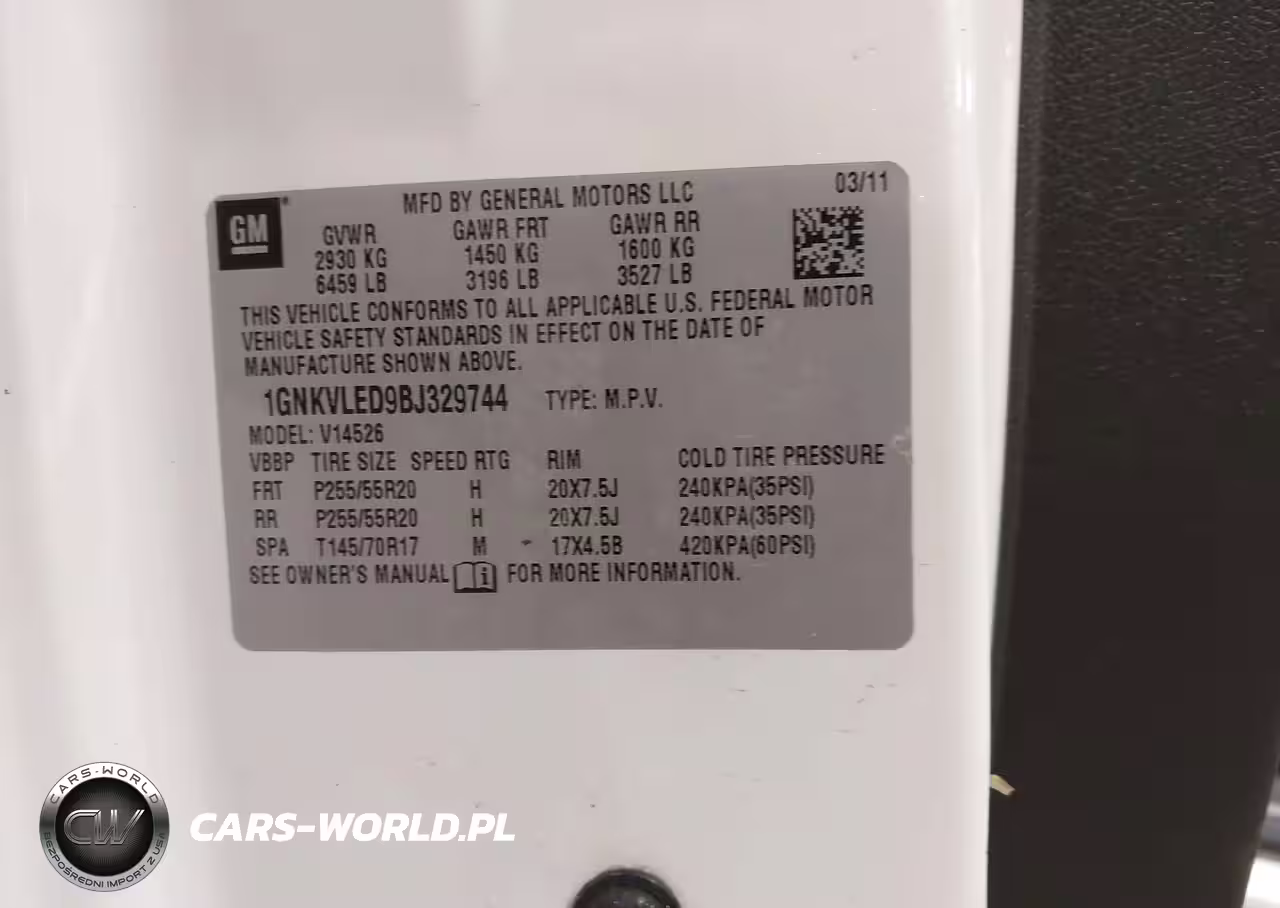 MFD BY GENERAL MOTORS LLC 03/11
GM
GVWR GAWR FRT GAWR RR
2930 KG 1450 KG 1600 KG
6459 LB 3196 LB 3527 LB
THIS VEHICLE CONFORMS TO ALL APPLICABLE U.S. FEDERAL MOTOR
VEHICLE SAFETY STANDARDS IN EFFECT ON THE DATE OF
MANUFACTURE SHOWN ABOVE.
1GNKVLED9BJ329744 TYPE: M.P.V.
MODEL: V14526
VBBP TIRE SIZE SPEED RTG RIM COLD TIRE PRESSURE
FRT P255/55R20 H 20X7.5J 240KPA(35PSI)
RR P255/55R20 H 20X7.5J 240KPA(35PSI)
SPA T145/70R17 M 17X4.5B 420KPA(60PSI)
SEE OWNER'S MANUAL FOR MORE INFORMATION.
CARS-WORLD
CW
BEZPOŚREDNI IMPORT Z USA
CARS-WORLD.PL